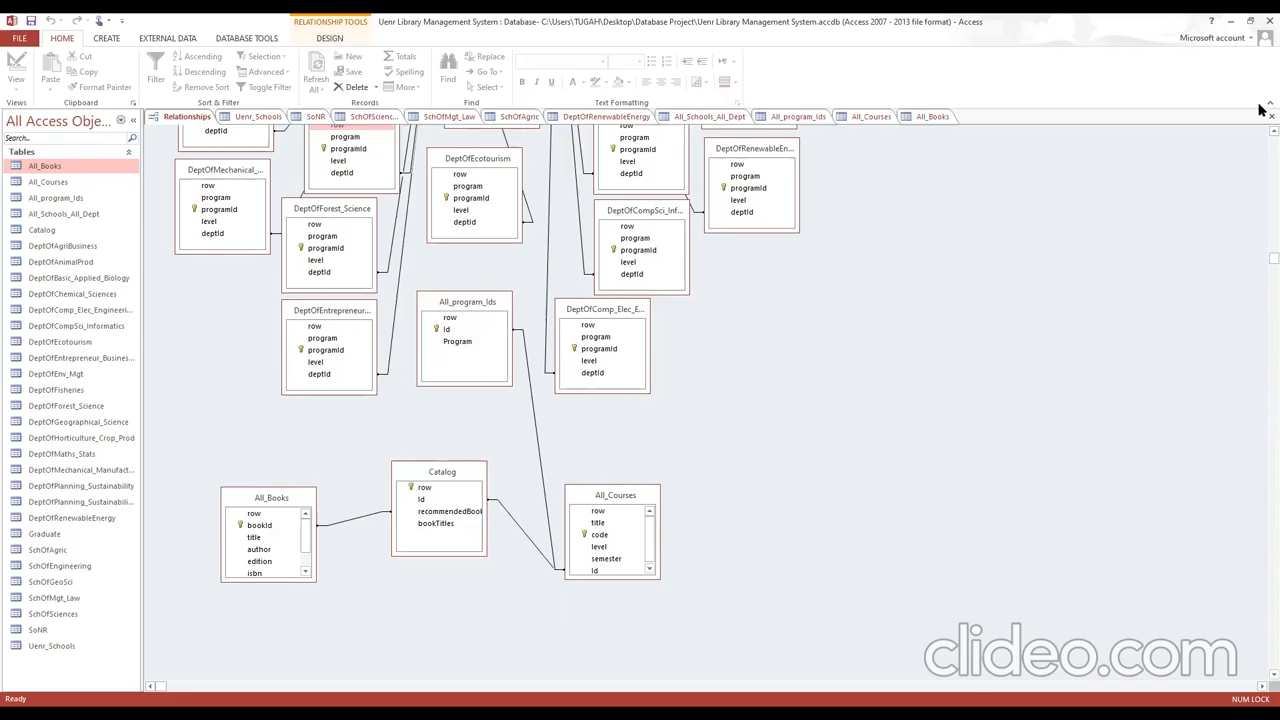 RELATIONSHIP TOOLS
Uenr Library Management System : Database- C:\Users\TUGAH\Desktop\Database Project\Uenr Library Management System.accdb (Access 2007 - 2013 file format) - Access
FILE HOME CREATE EXTERNAL DATA DATABASE TOOLS DESIGN Microsoft account
View
Views
Paste
Cut
Copy
Format Painter
Clipboard
Filter
Ascending
Descending
Remove Sort
Selection
Advanced
Toggle Filter
Sort & Filter
Refresh
All
New
Save
Delete
Totals
Spelling
More
Records
Find
Replace
Go To
Select
Find
B I U A
Text Formatting
All Access Obje...
Search...
Tables
All_Books
All_Courses
All_program_Ids
All_Schools_All_Dept
Catalog
DeptOfAgriBusiness
DeptOfAnimalProd
DeptOfBasic_Applied_Biology
DeptOfChemical_Sciences
DeptOfComp_Elec_Engineeri...
DeptOfCompSci_Informatics
DeptOfEcotourism
DeptOfEntrepreneur_Busines...
DeptOfEnv_Mgt
DeptOfFisheries
DeptOfForest_Science
DeptOfGeographical_Science
DeptOfHorticulture_Crop_Prod
DeptOfMaths_Stats
DeptOfMechanical_Manufact...
DeptOfPlanning_Sustainability
DeptOfPlanning_Sustainabili...
DeptOfRenewableEnergy
Graduate
SchOfAgric
SchOfEngineering
SchOfGeoSci
SchOfMgt_Law
SchOfSciences
SoNR
Uenr_Schools
Relationships Uenr_Schools SoNR SchOfScienc... SchOfMgt_Law SchOfAgric DeptOfRenewableEnergy All_Schools_All_Dept All_program_Ids All_Courses All_Books
deptId
DeptOfMechanical_...
row
program
programId
level
deptId
row
program
programId
level
deptId
DeptOfForest_Science
row
program
programId
level
deptId
DeptOfEntrepreneur...
row
program
programId
level
deptId
DeptOfEcotourism
row
program
programId
level
deptId
All_program_Ids
row
Id
Program
program
programId
level
deptId
DeptOfCompSci_Inf...
row
program
programId
level
deptId
DeptOfRenewableEn...
row
program
programId
level
deptId
DeptOfComp_Elec_E...
row
program
programId
level
deptId
All_Books
row
bookId
title
author
edition
isbn
Catalog
row
Id
recommendedBook
bookTitles
All_Courses
row
title
code
level
semester
Id
clideo.com
Ready NUM LOCK